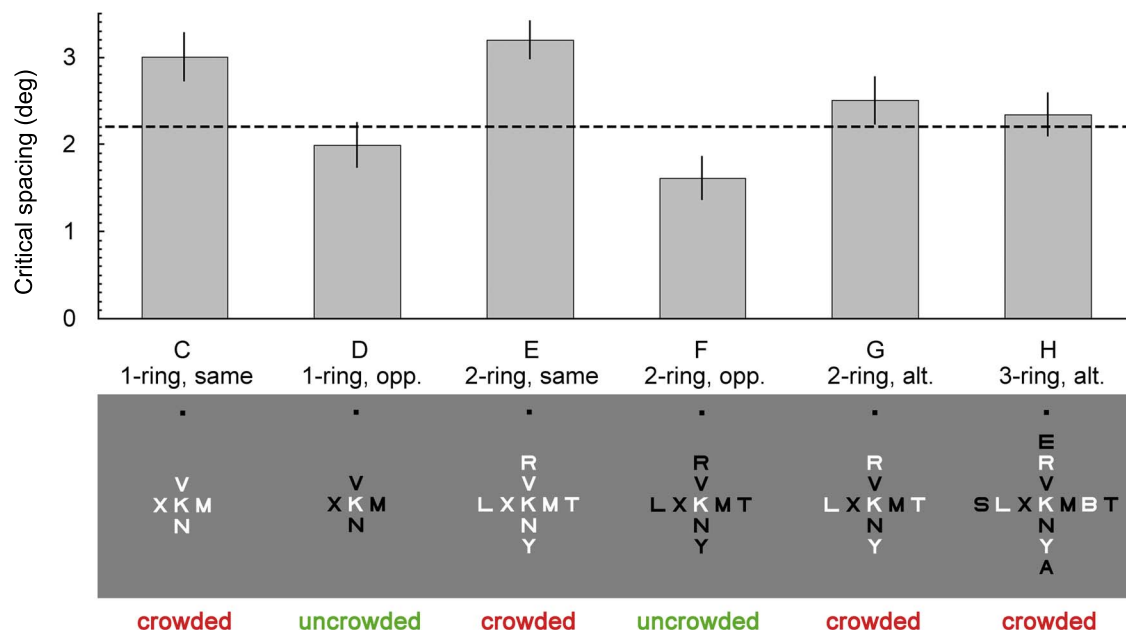 Critical spacing (deg)
3
2
1
0
C D E F G H
1-ring, same 1-ring, opp. 2-ring, same 2-ring, opp. 2-ring, alt. 3-ring, alt.
E
R R R R
V V V V V V
X K M X K M L X K M T L X K M T L X K M T S L X K M B T
N N N N N N
Y Y Y Y
A
crowded uncrowded crowded uncrowded crowded crowded